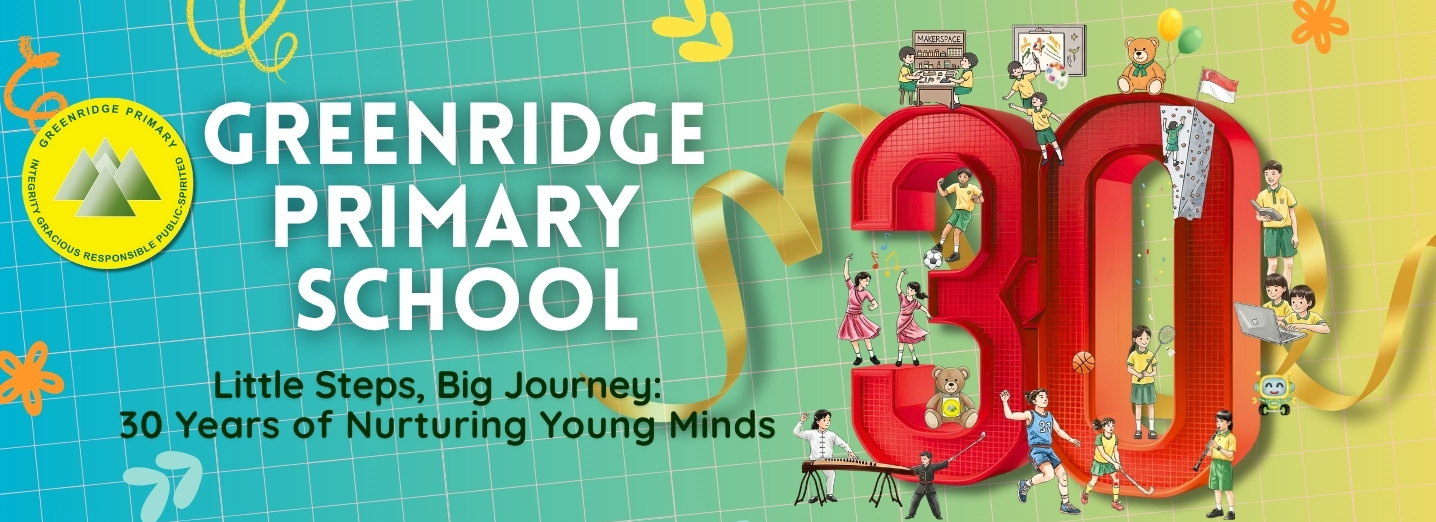 GREENRIDGE PRIMARY
INTEGRITY GRACIOUS RESPONSIBLE PUBLIC-SPIRITED
GREENRIDGE
PRIMARY
SCHOOL
Little Steps, Big Journey:
30 Years of Nurturing Young Minds
MAKERSPACE
30